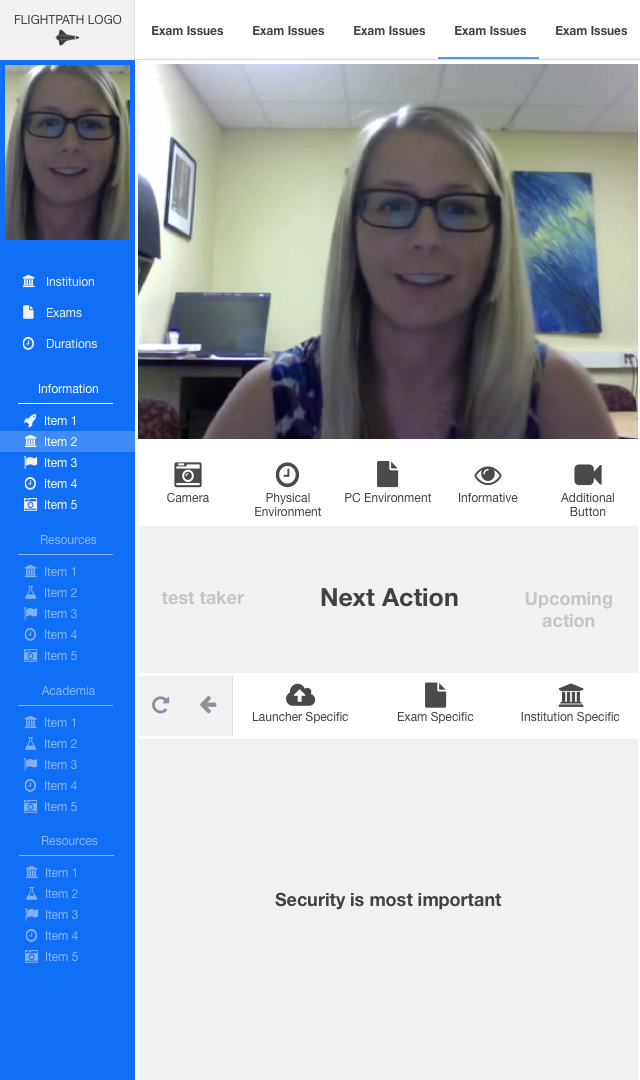 FLIGHTPATH LOGO
Exam Issues
Exam Issues
Exam Issues
Exam Issues
Exam Issues
Instituion
Exams
Durations
Information
Item 1
Item 2
Item 3
Item 4
Item 5
Resources
Item 1
Item 2
Item 3
Item 4
Item 5
Academia
Item 1
Item 2
Item 3
Item 4
Item 5
Resources
Item 1
Item 2
Item 3
Item 4
Item 5
Camera
Physical
Environment
PC Environment
Informative
Additional
Button
test taker
Next Action
Upcoming
action
Launcher Specific
Exam Specific
Institution Specific
Security is most important